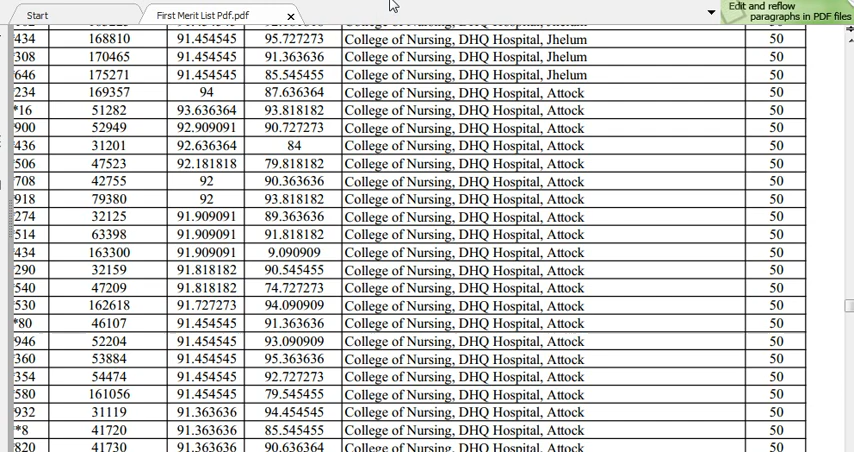 Start First Merit List Pdf.pdf × Edit and reflow
paragraphs in PDF files
*434 168810 91.454545 95.727273 College of Nursing, DHQ Hospital, Jhelum 50
*308 170465 91.454545 91.363636 College of Nursing, DHQ Hospital, Jhelum 50
*646 175271 91.454545 85.545455 College of Nursing, DHQ Hospital, Jhelum 50
*234 169357 94 87.636364 College of Nursing, DHQ Hospital, Attock 50
*16 51282 93.636364 93.818182 College of Nursing, DHQ Hospital, Attock 50
*900 52949 92.909091 90.727273 College of Nursing, DHQ Hospital, Attock 50
*436 31201 92.636364 84 College of Nursing, DHQ Hospital, Attock 50
*506 47523 92.181818 79.818182 College of Nursing, DHQ Hospital, Attock 50
*708 42755 92 90.363636 College of Nursing, DHQ Hospital, Attock 50
*918 79380 92 93.818182 College of Nursing, DHQ Hospital, Attock 50
*274 32125 91.909091 89.363636 College of Nursing, DHQ Hospital, Attock 50
*514 63398 91.909091 91.818182 College of Nursing, DHQ Hospital, Attock 50
*434 163300 91.909091 9.090909 College of Nursing, DHQ Hospital, Attock 50
*290 32159 91.818182 90.545455 College of Nursing, DHQ Hospital, Attock 50
*540 47209 91.818182 74.727273 College of Nursing, DHQ Hospital, Attock 50
*530 162618 91.727273 94.090909 College of Nursing, DHQ Hospital, Attock 50
*80 46107 91.454545 91.363636 College of Nursing, DHQ Hospital, Attock 50
*946 52204 91.454545 93.090909 College of Nursing, DHQ Hospital, Attock 50
*360 53884 91.454545 95.363636 College of Nursing, DHQ Hospital, Attock 50
*354 54474 91.454545 92.727273 College of Nursing, DHQ Hospital, Attock 50
*580 161056 91.454545 79.545455 College of Nursing, DHQ Hospital, Attock 50
*932 31119 91.363636 94.454545 College of Nursing, DHQ Hospital, Attock 50
*8 41720 91.363636 85.545455 College of Nursing, DHQ Hospital, Attock 50
*820 41730 91.363636 90.636364 College of Nursing, DHQ Hospital, Attock 50